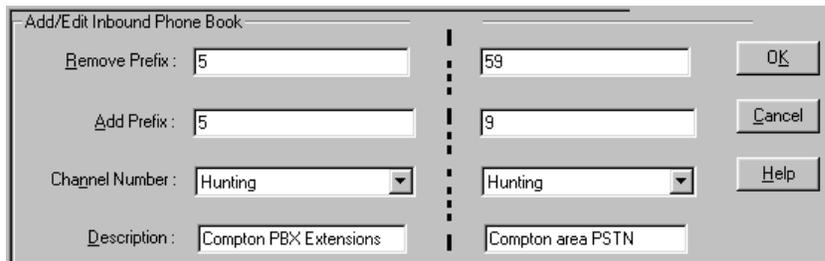 Add/Edit Inbound Phone Book
Remove Prefix : 5 59 OK
Add Prefix : 5 9 Cancel
Channel Number : Hunting Hunting Help
Description : Compton PBX Extensions Compton area PSTN